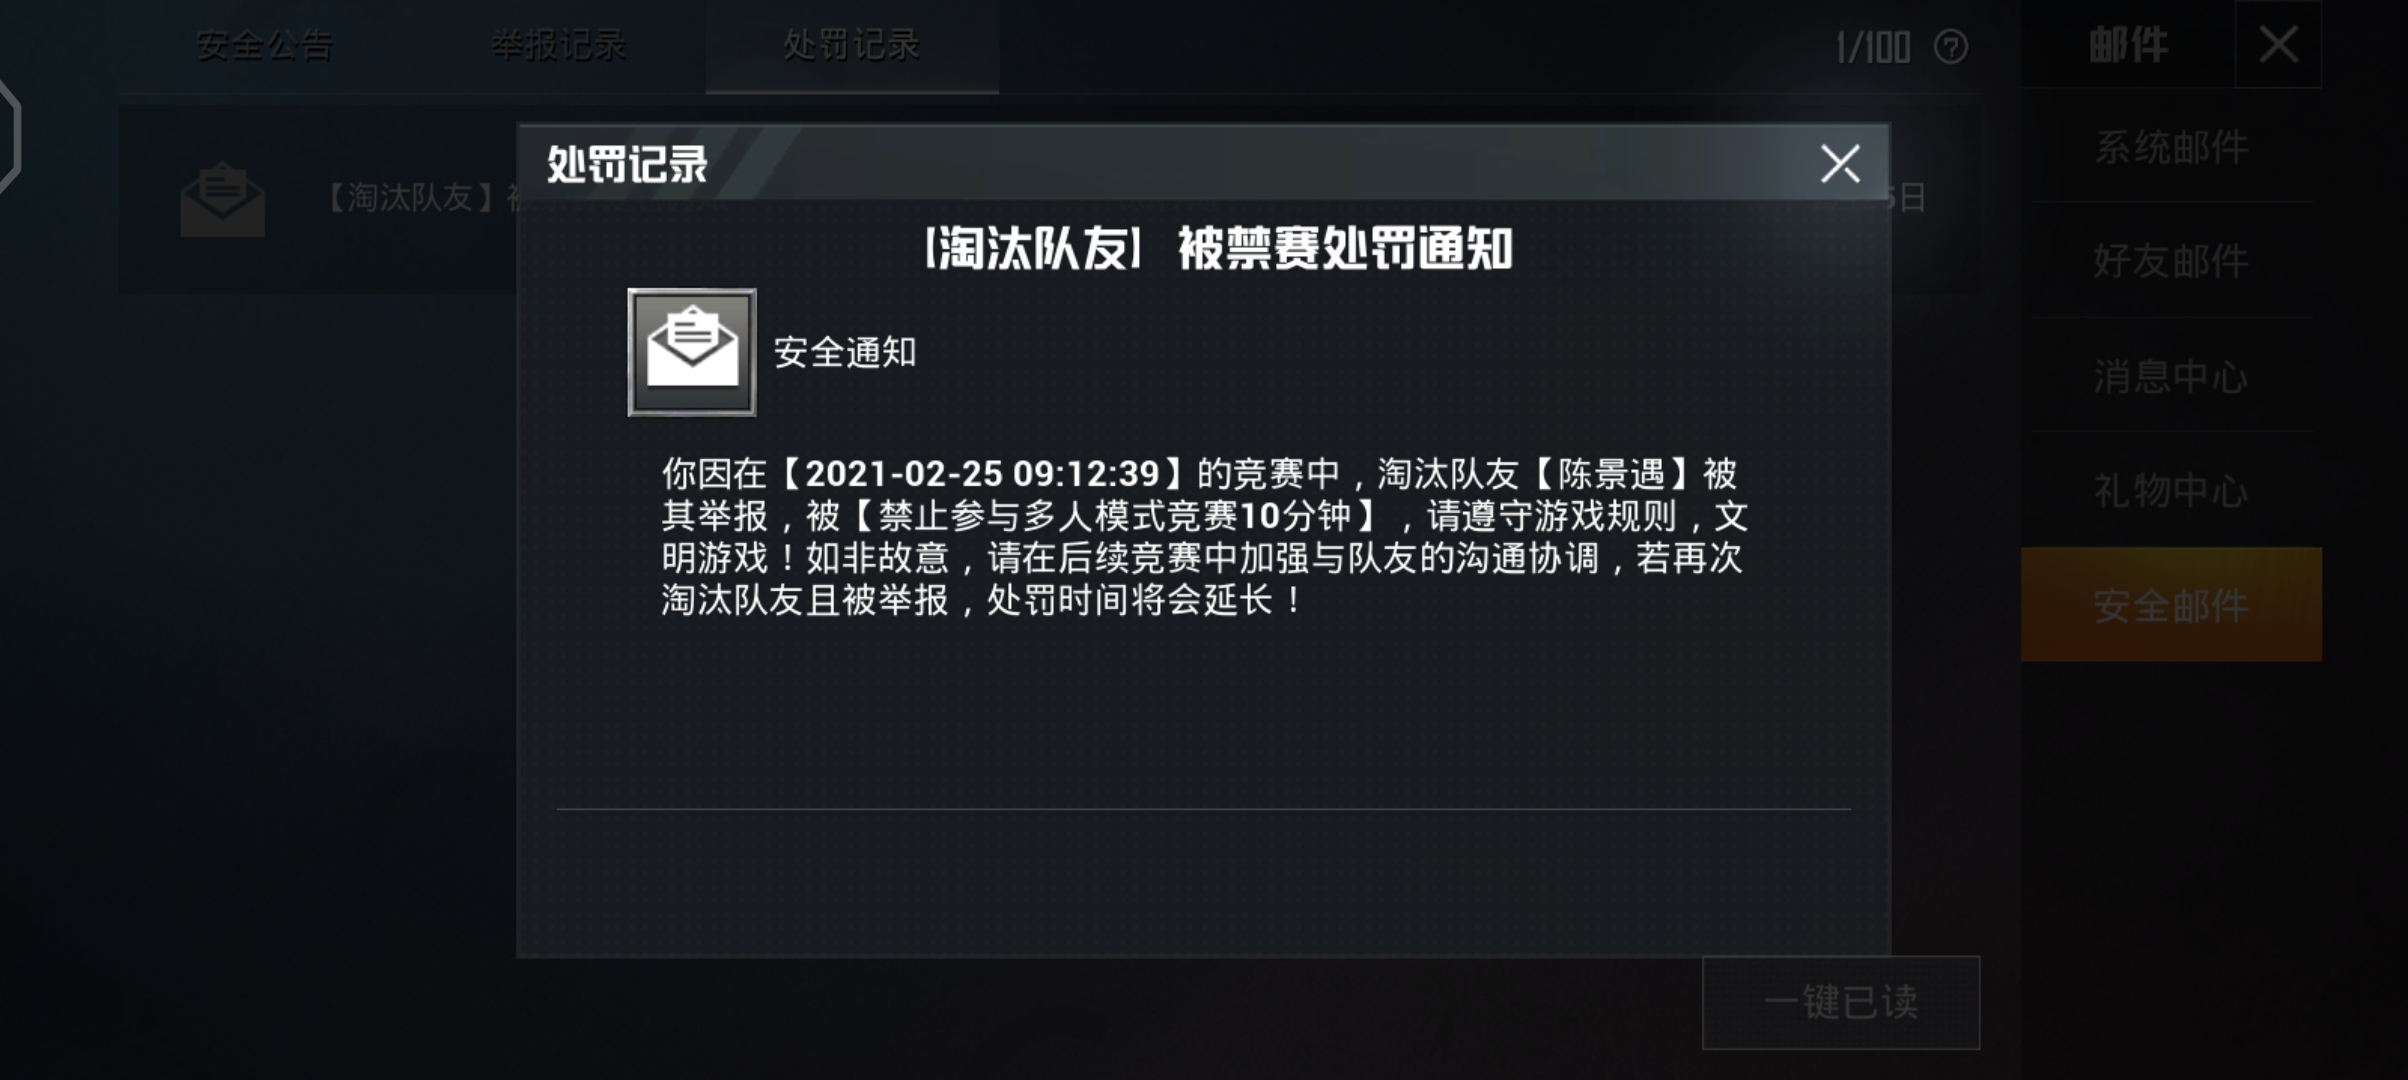 安全公告
举报记录
处罚记录
1/100
邮件
处罚记录
【淘汰队友】
5日
【淘汰队友】 被禁赛处罚通知
安全通知
你因在【2021-02-25 09:12:39】的竞赛中，淘汰队友【陈景遇】被
其举报，被【禁止参与多人模式竞赛10分钟】，请遵守游戏规则，文
明游戏！如非故意，请在后续竞赛中加强与队友的沟通协调，若再次
淘汰队友且被举报，处罚时间将会延长！
系统邮件
好友邮件
消息中心
礼物中心
安全邮件
一键已读